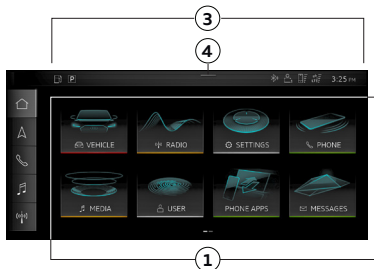 3
4
P 3:25 PM
VEHICLE RADIO SETTINGS PHONE
MEDIA USER PHONE APPS MESSAGES
1